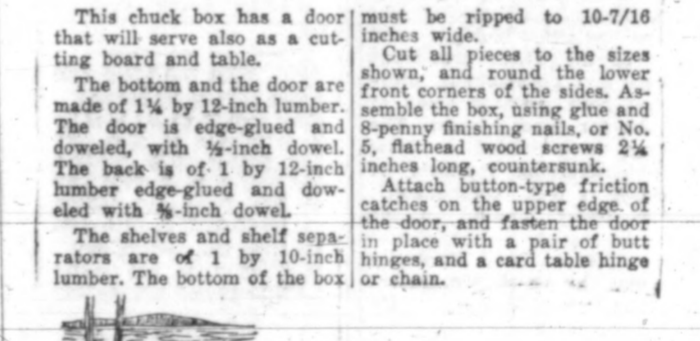 This chuck box has a door
that will serve also as a cut-
ting board and table.
The bottom and the door are
made of 1¼ by 12-inch lumber.
The door is edge-glued and
doweled, with ½-inch dowel.
The back is of 1 by 12-inch
lumber edge-glued and dow-
eled with ⅜-inch dowel.
The shelves and shelf sepa-
rators are of 1 by 10-inch
lumber. The bottom of the box
must be ripped to 10-7/16
inches wide.
Cut all pieces to the sizes
shown, and round the lower
front corners of the sides. As-
semble the box, using glue and
8-penny finishing nails, or No.
5, flathead wood screws 2¼
inches long, countersunk.
Attach button-type friction
catches on the upper edge of
the door, and fasten the door
in place with a pair of butt
hinges, and a card table hinge
or chain.